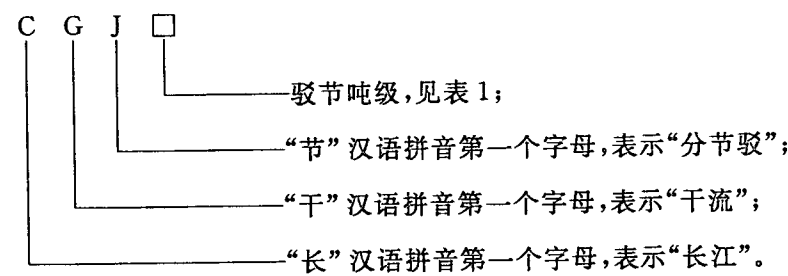 C G J □
驳节吨级,见表1;
“节”汉语拼音第一个字母,表示“分节驳”;
“干”汉语拼音第一个字母,表示“干流”;
“长”汉语拼音第一个字母,表示“长江”。